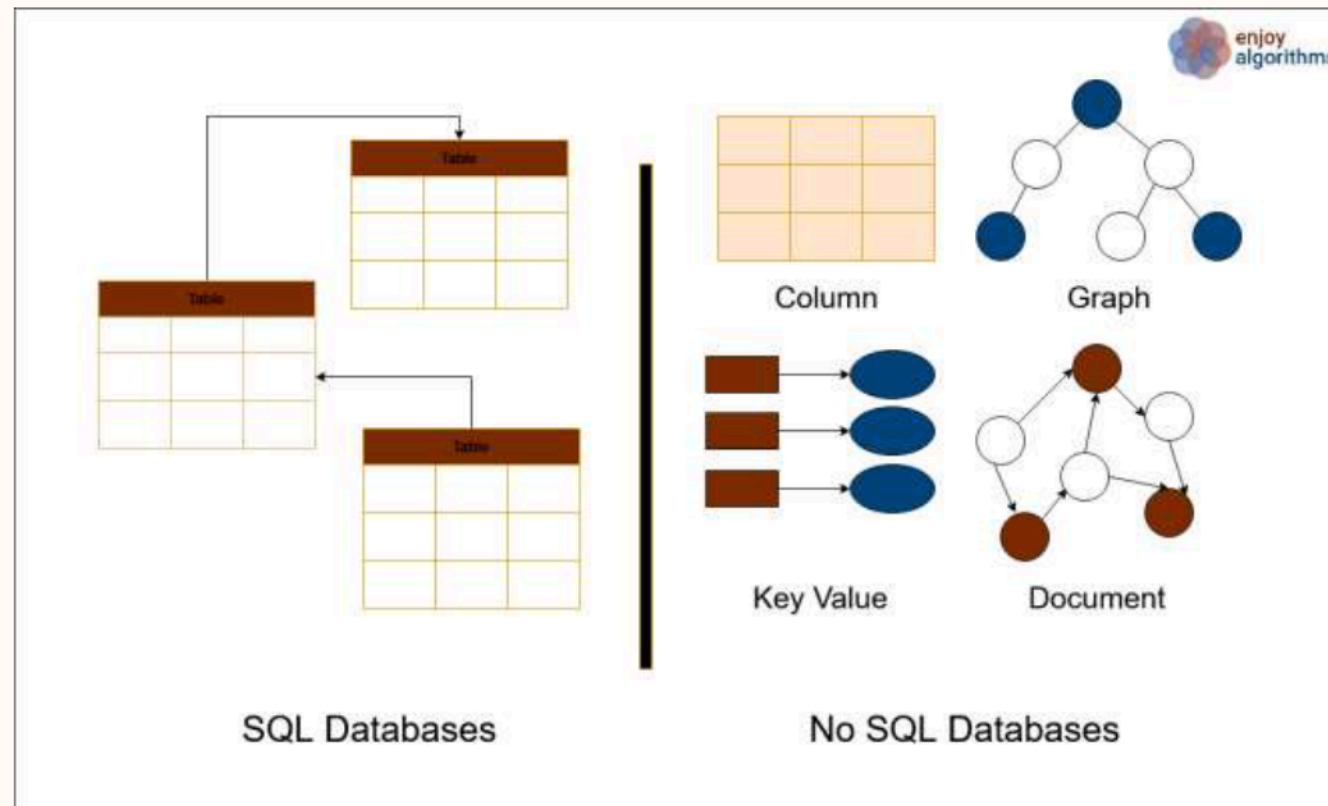 enjoy
algorithms
Table
Table
Table
Column
Graph
Key Value
Document
SQL Databases
No SQL Databases